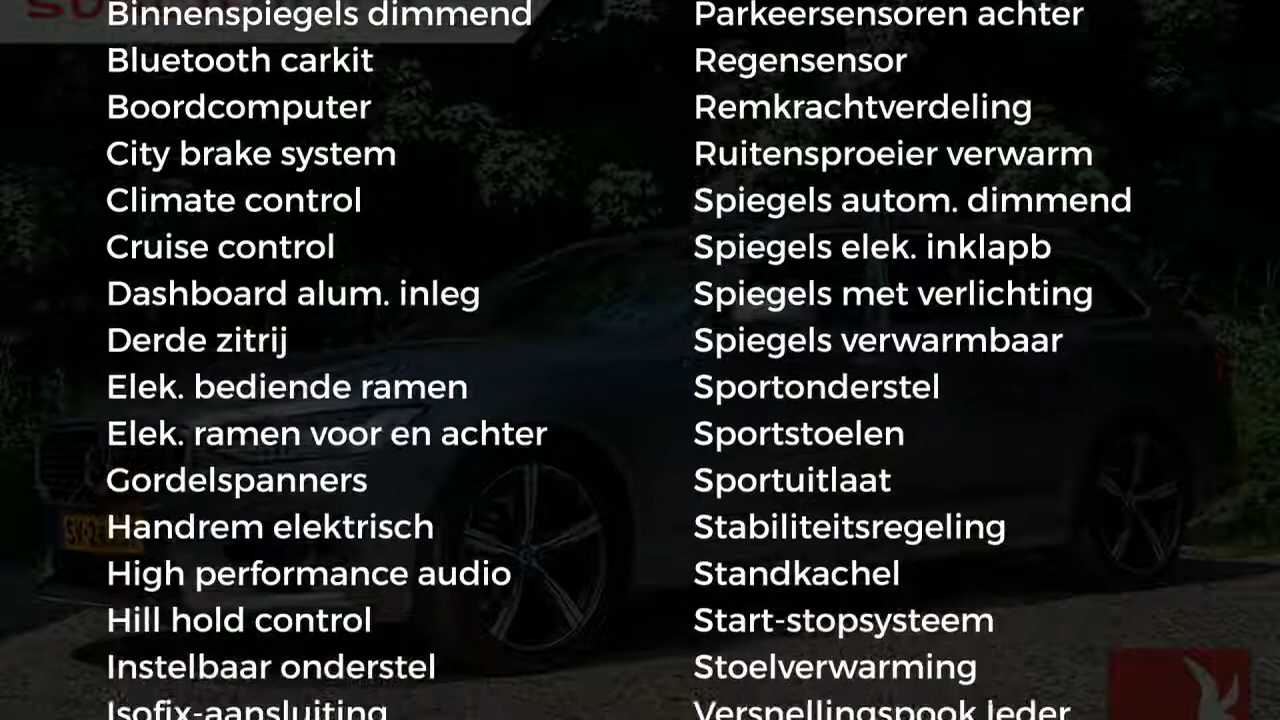 Binnenspiegels dimmend
Bluetooth carkit
Boordcomputer
City brake system
Climate control
Cruise control
Dashboard alum. inleg
Derde zitrij
Elek. bediende ramen
Elek. ramen voor en achter
Gordelspanners
Handrem elektrisch
High performance audio
Hill hold control
Instelbaar onderstel
Isofix-aansluiting
Parkeersensoren achter
Regensensor
Remkrachtverdeling
Ruitensproeier verwarm
Spiegels autom. dimmend
Spiegels elek. inklapb
Spiegels met verlichting
Spiegels verwarmbaar
Sportonderstel
Sportstoelen
Sportuitlaat
Stabiliteitsregeling
Standkachel
Start-stopsysteem
Stoelverwarming
Versnellingspook leder